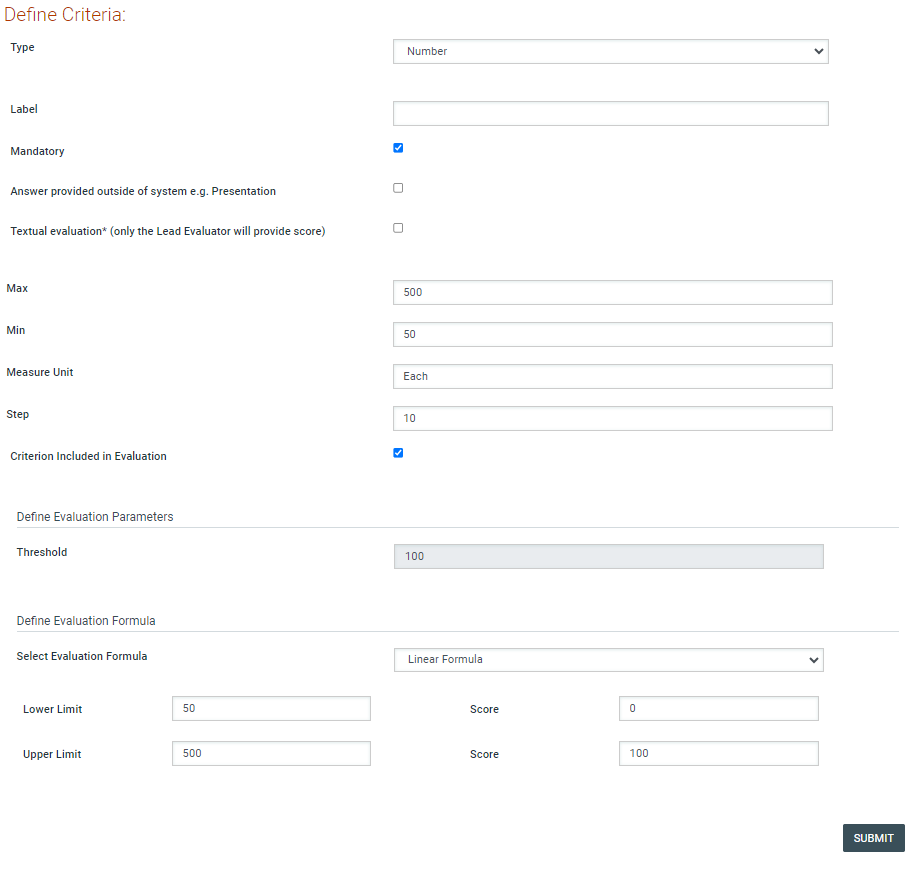 Define Criteria:
Type
Number
Label
Mandatory
Answer provided outside of system e.g. Presentation
Textual evaluation* (only the Lead Evaluator will provide score)
Max
500
Min
50
Measure Unit
Each
Step
10
Criterion Included in Evaluation
Define Evaluation Parameters
Threshold
100
Define Evaluation Formula
Select Evaluation Formula
Linear Formula
Lower Limit
50
Score
0
Upper Limit
500
Score
100
SUBMIT